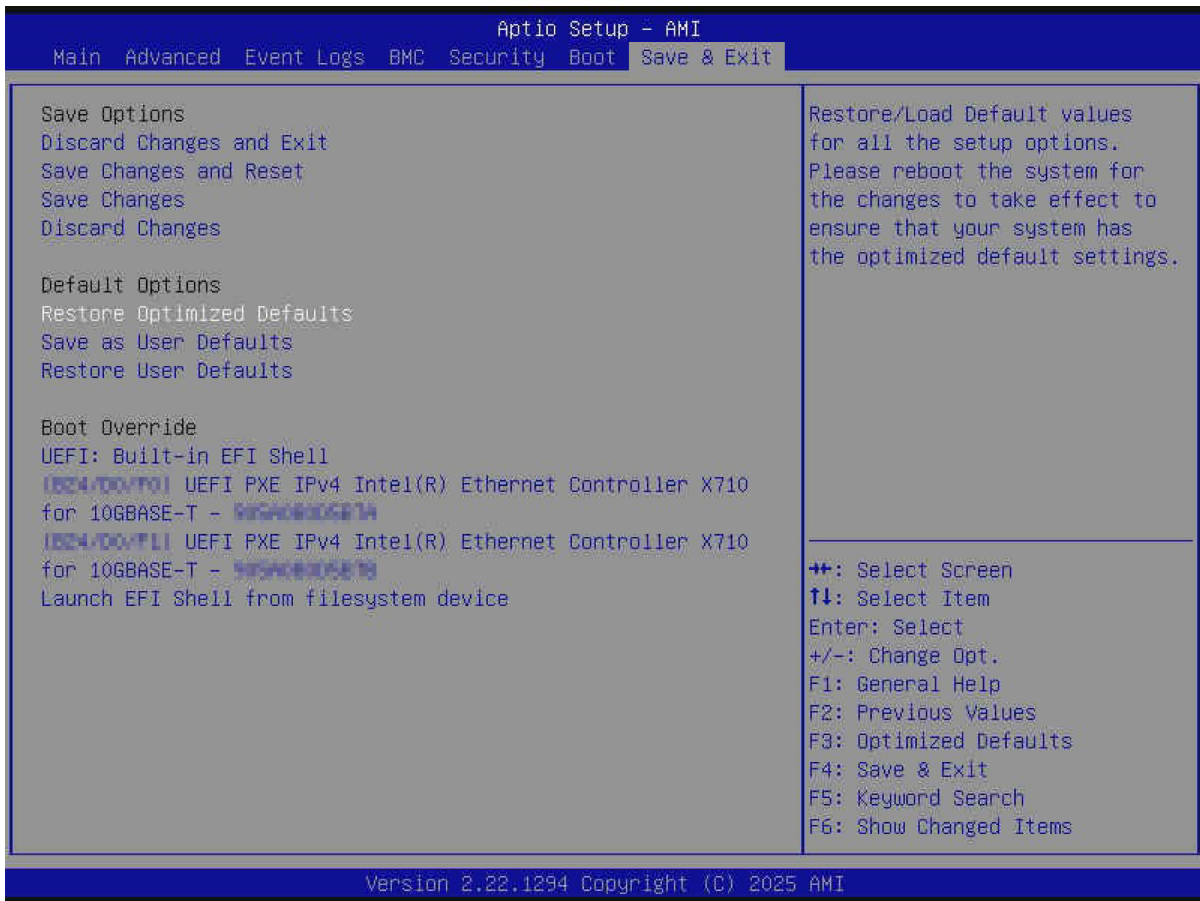 Aptio Setup - AMI
Main Advanced Event Logs BMC Security Boot Save & Exit
Save Options
Discard Changes and Exit
Save Changes and Reset
Save Changes
Discard Changes
Default Options
Restore Optimized Defaults
Save as User Defaults
Restore User Defaults
Boot Override
UEFI: Built-in EFI Shell
UEFI PXE IPv4 Intel(R) Ethernet Controller X710
for 10GBASE-T -
UEFI PXE IPv4 Intel(R) Ethernet Controller X710
for 10GBASE-T -
Launch EFI Shell from filesystem device
Restore/Load Default values
for all the setup options.
Please reboot the system for
the changes to take effect to
ensure that your system has
the optimized default settings.
→←: Select Screen
↑↓: Select Item
Enter: Select
+/-: Change Opt.
F1: General Help
F2: Previous Values
F3: Optimized Defaults
F4: Save & Exit
F5: Keyword Search
F6: Show Changed Items
Version 2.22.1294 Copyright (C) 2025 AMI